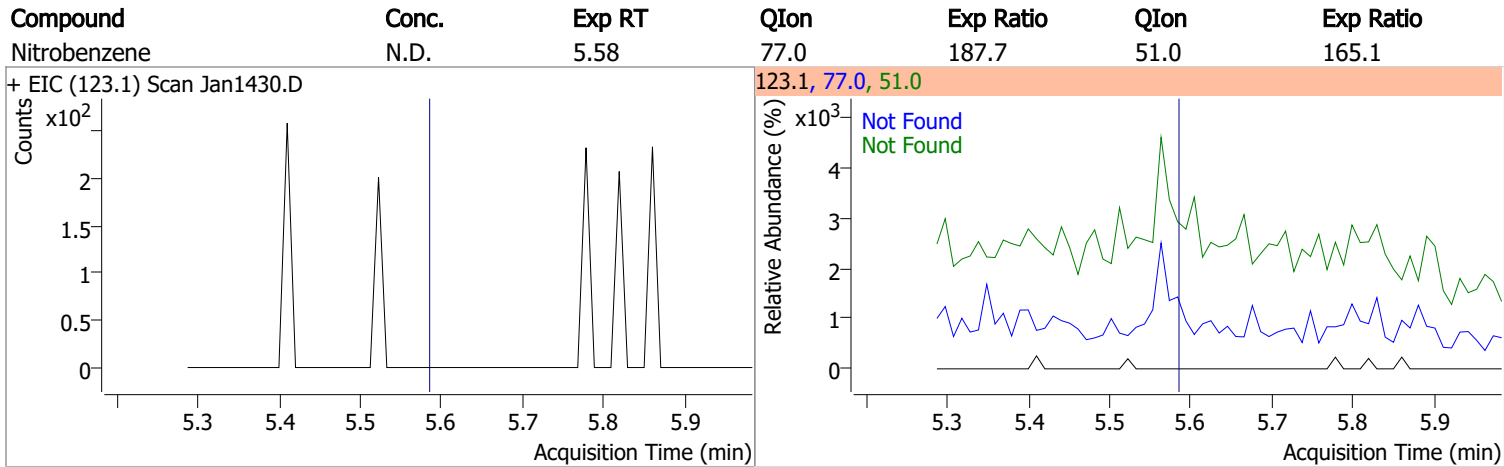 Compound Conc. Exp RT QIon Exp Ratio QIon Exp Ratio
Nitrobenzene N.D. 5.58 77.0 187.7 51.0 165.1
+ EIC (123.1) Scan Jan1430.D
Counts
x10²
2
1.5
1
0.5
0
5.3 5.4 5.5 5.6 5.7 5.8 5.9
Acquisition Time (min)
123.1, 77.0, 51.0
Relative Abundance (%)
x10³
Not Found
Not Found
4
3
2
1
0
5.3 5.4 5.5 5.6 5.7 5.8 5.9
Acquisition Time (min)